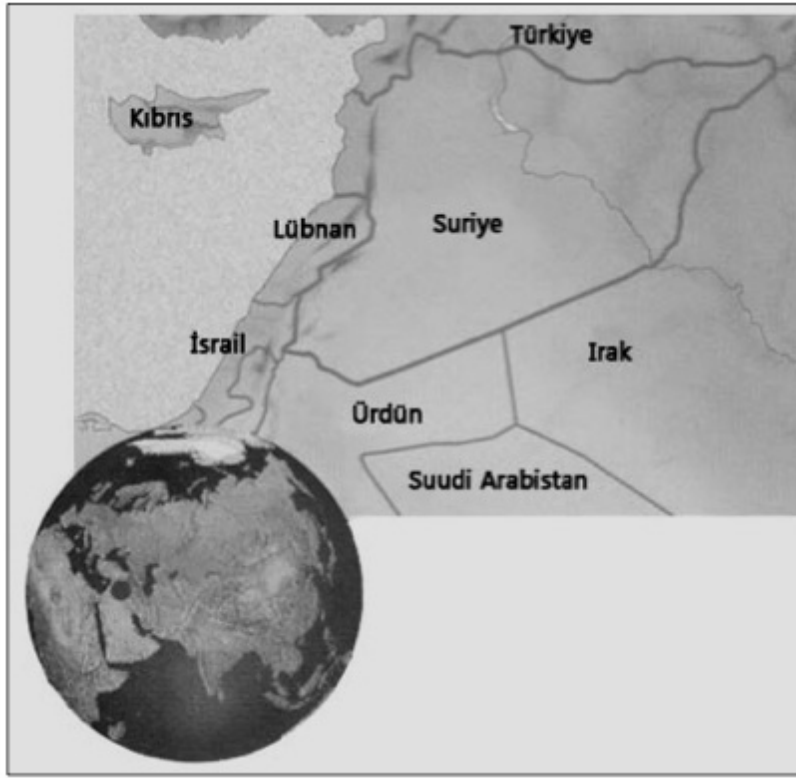 Türkiye
Kıbrıs
Lübnan
Suriye
İsrail
Irak
Ürdün
Suudi Arabistan